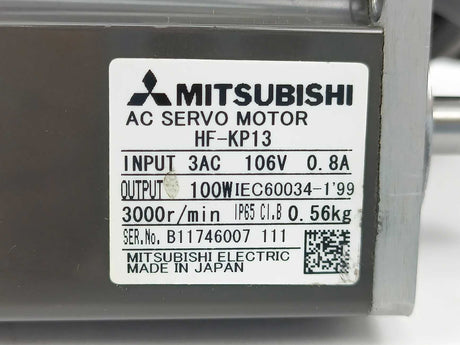 MITSUBISHI
AC SERVO MOTOR
HF-KP13
INPUT 3AC 106V 0.8A
OUTPUT 100W IEC60034-1'99
3000r/min IP65 Cl.B 0.56kg
SER.No. B11746007 111
MITSUBISHI ELECTRIC
MADE IN JAPAN